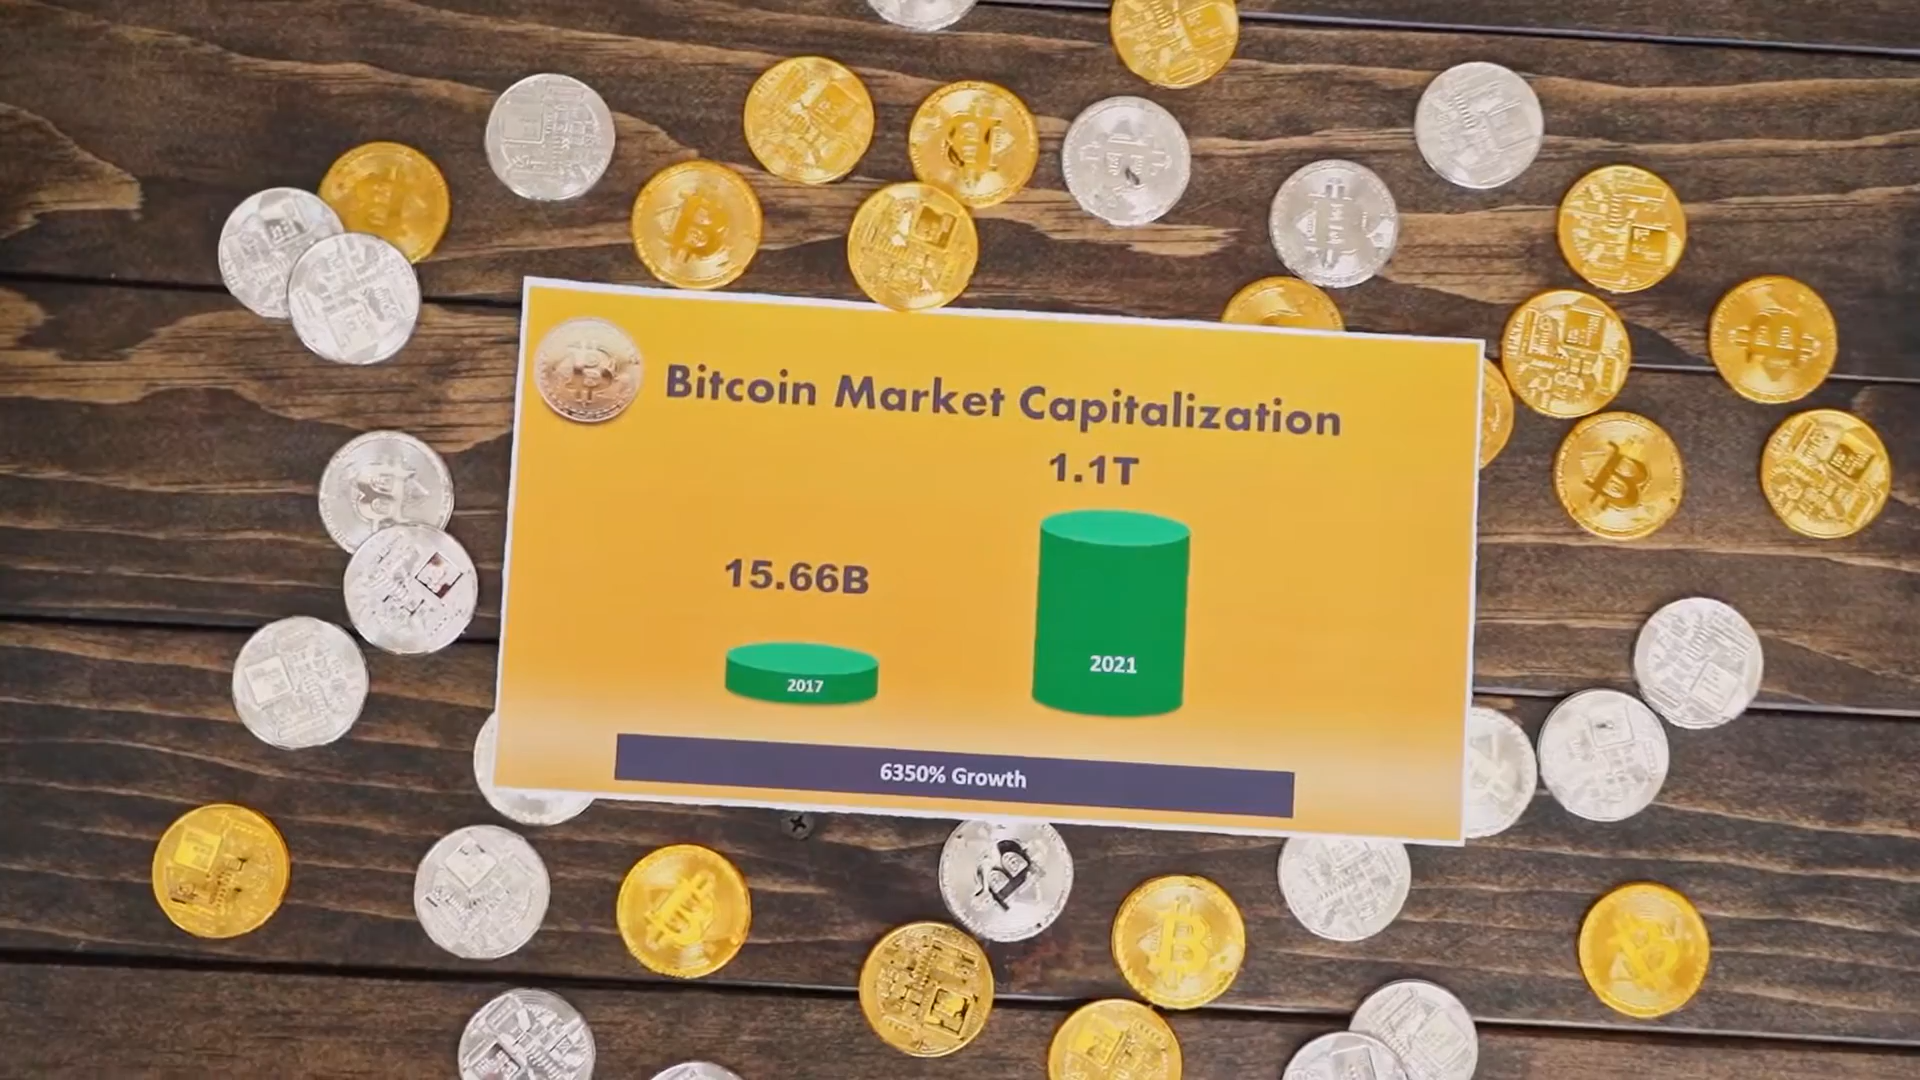 Bitcoin Market Capitalization
1.1T
15.66B
2021
2017
6350% Growth